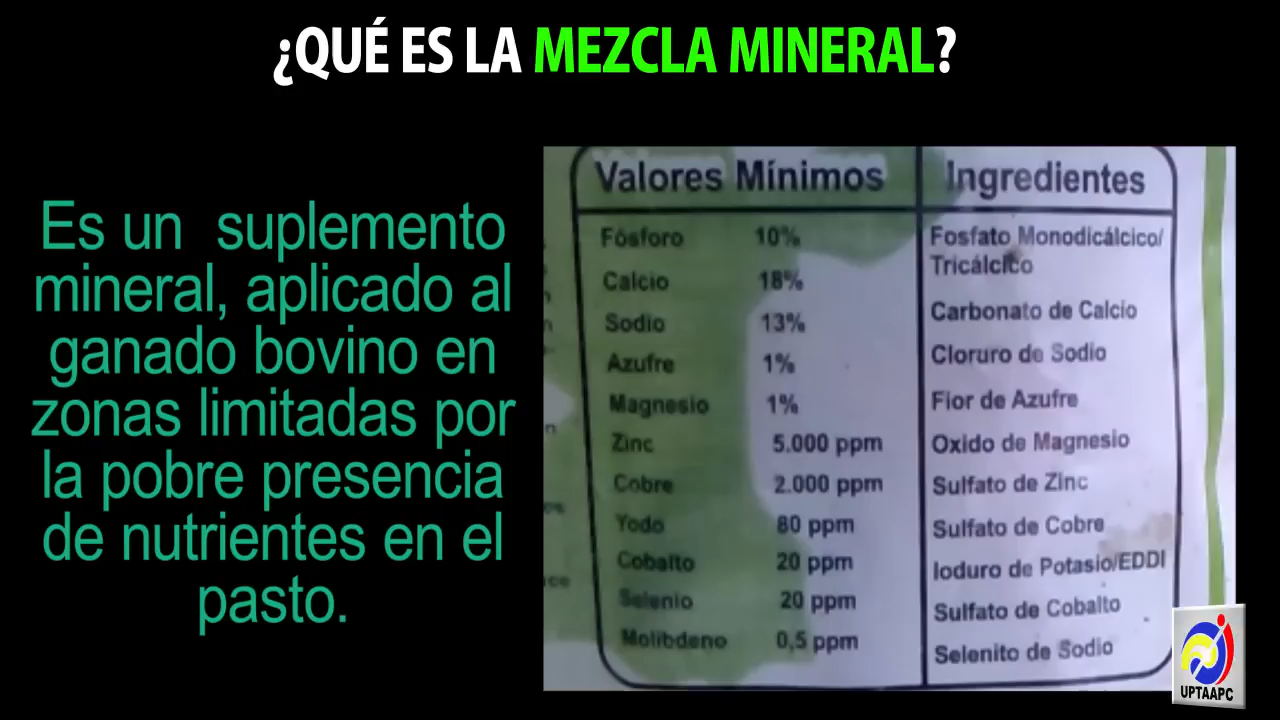 ¿QUÉ ES LA MEZCLA MINERAL?
Es un suplemento
mineral, aplicado al
ganado bovino en
zonas limitadas por
la pobre presencia
de nutrientes en el
pasto.
Valores Mínimos
Ingredientes
Fósforo 10%
Fosfato Monodicálcico/
Tricálcico
Calcio 18%
Carbonato de Calcio
Sodio 13%
Cloruro de Sodio
Azufre 1%
Flor de Azufre
Magnesio 1%
Oxido de Magnesio
Zinc 5.000 ppm
Sulfato de Zinc
Cobre 2.000 ppm
Sulfato de Cobre
Yodo 80 ppm
Ioduro de Potasio/EDDI
Cobalto 20 ppm
Sulfato de Cobalto
Selenio 20 ppm
Selenito de Sodio
Molibdeno 0,5 ppm
UPTAAPC